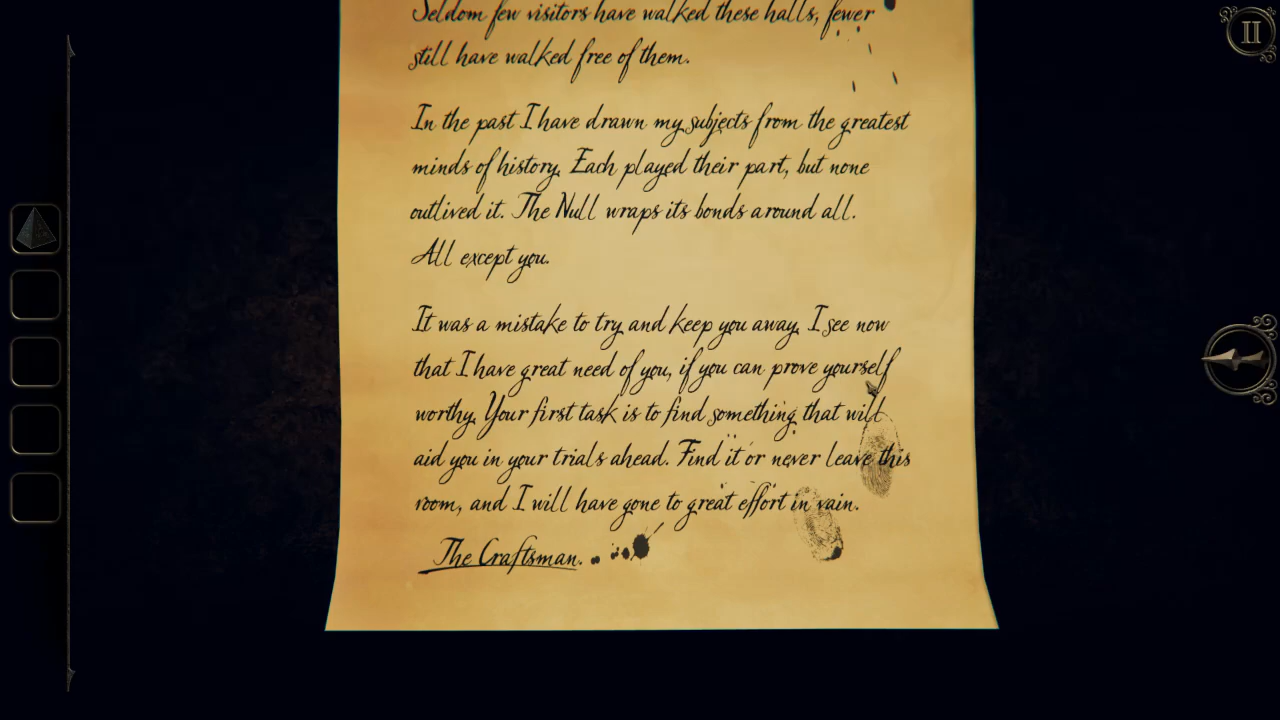 Seldom few visitors have walked these halls, fewer
still have walked free of them.
In the past I have drawn my subjects from the greatest
minds of history. Each played their part, but none
outlived it. The Null wraps its bonds around all.
All except you.
It was a mistake to try and keep you away. I see now
that I have great need of you, if you can prove yourself
worthy. Your first task is to find something that will
aid you in your trials ahead. Find it or never leave this
room, and I will have gone to great effort in vain.
The Craftsman.